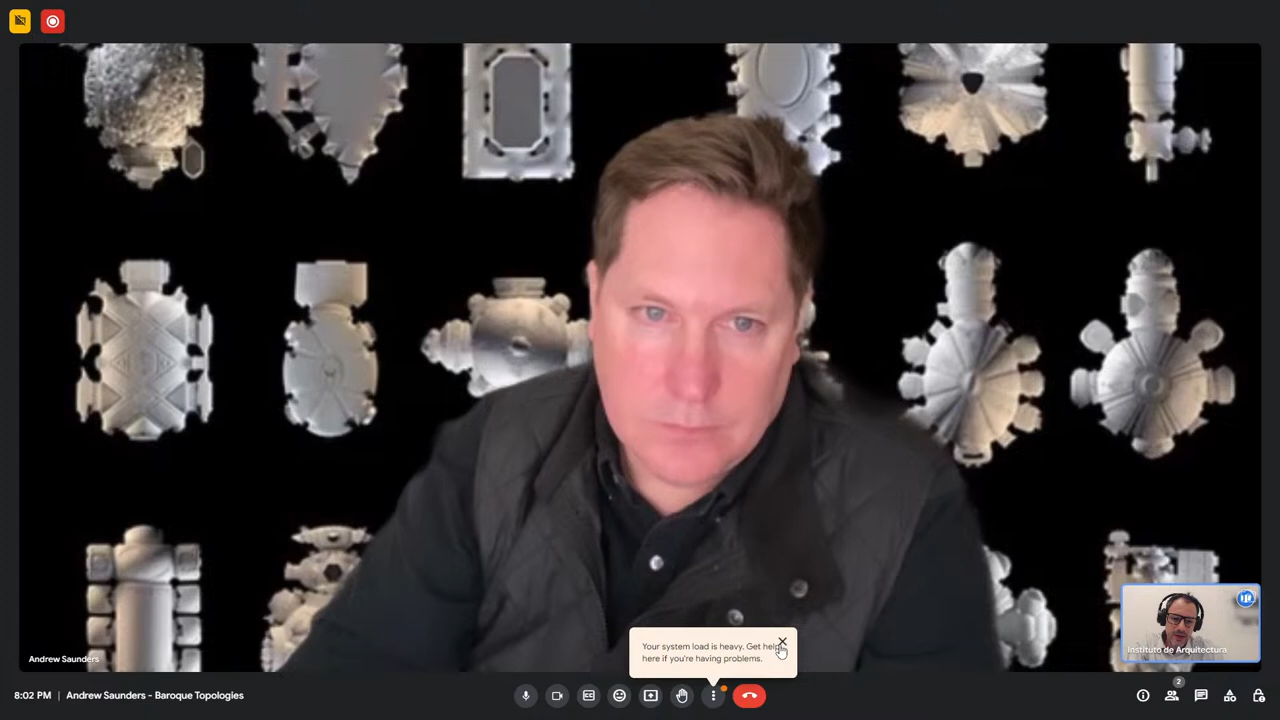 Your system load is heavy. Get help
here if you're having problems.
Andrew Saunders
Instituto de Arquitectura
8:02 PM | Andrew Saunders - Baroque Topologies
2